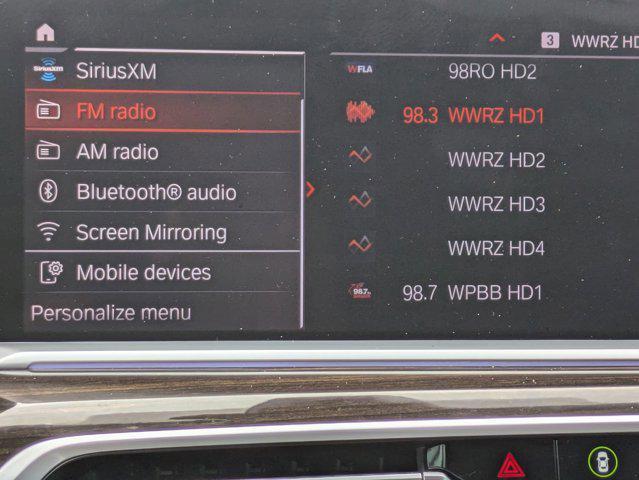 3 WWRZ HD
SiriusXM
SiriusXM
FM radio
AM radio
Bluetooth® audio
Screen Mirroring
Mobile devices
Personalize menu
WFLA 98RO HD2
98.3 WWRZ HD1
WWRZ HD2
WWRZ HD3
WWRZ HD4
98.7 98.7 WPBB HD1